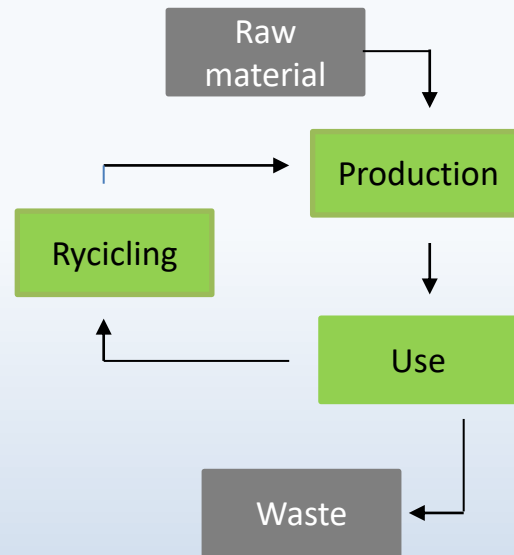 Raw
material
Production
Rycicling
Use
Waste